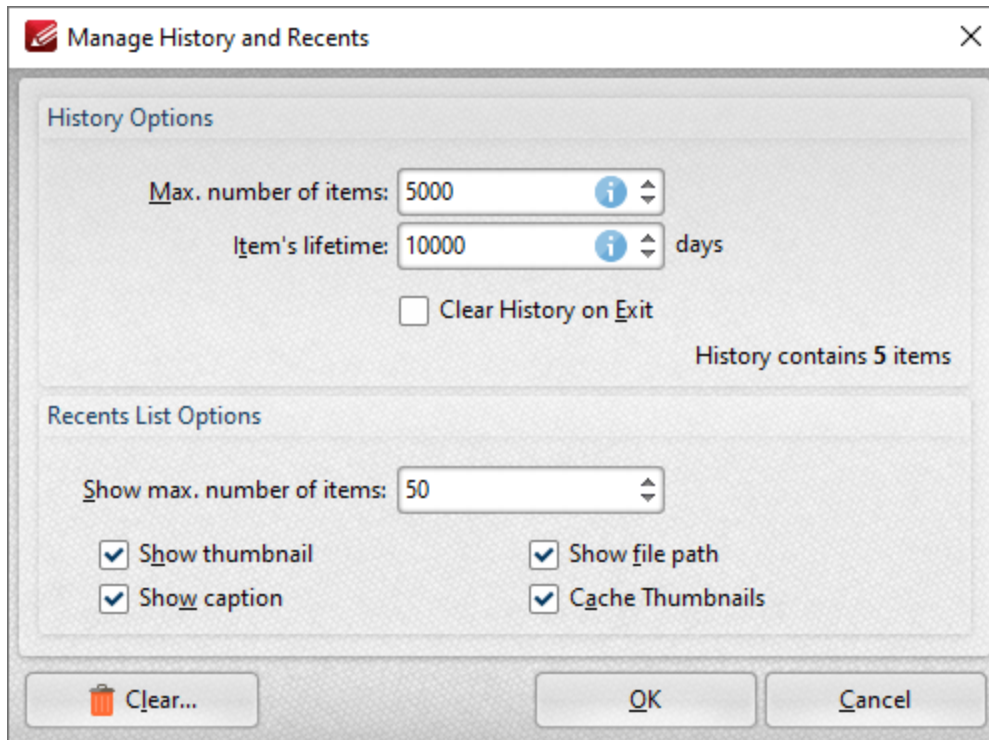 Manage History and Recents
History Options
Max. number of items: 5000
Item's lifetime: 10000 days
Clear History on Exit
History contains 5 items
Recents List Options
Show max. number of items: 50
Show thumbnail Show file path
Show caption Cache Thumbnails
Clear... OK Cancel